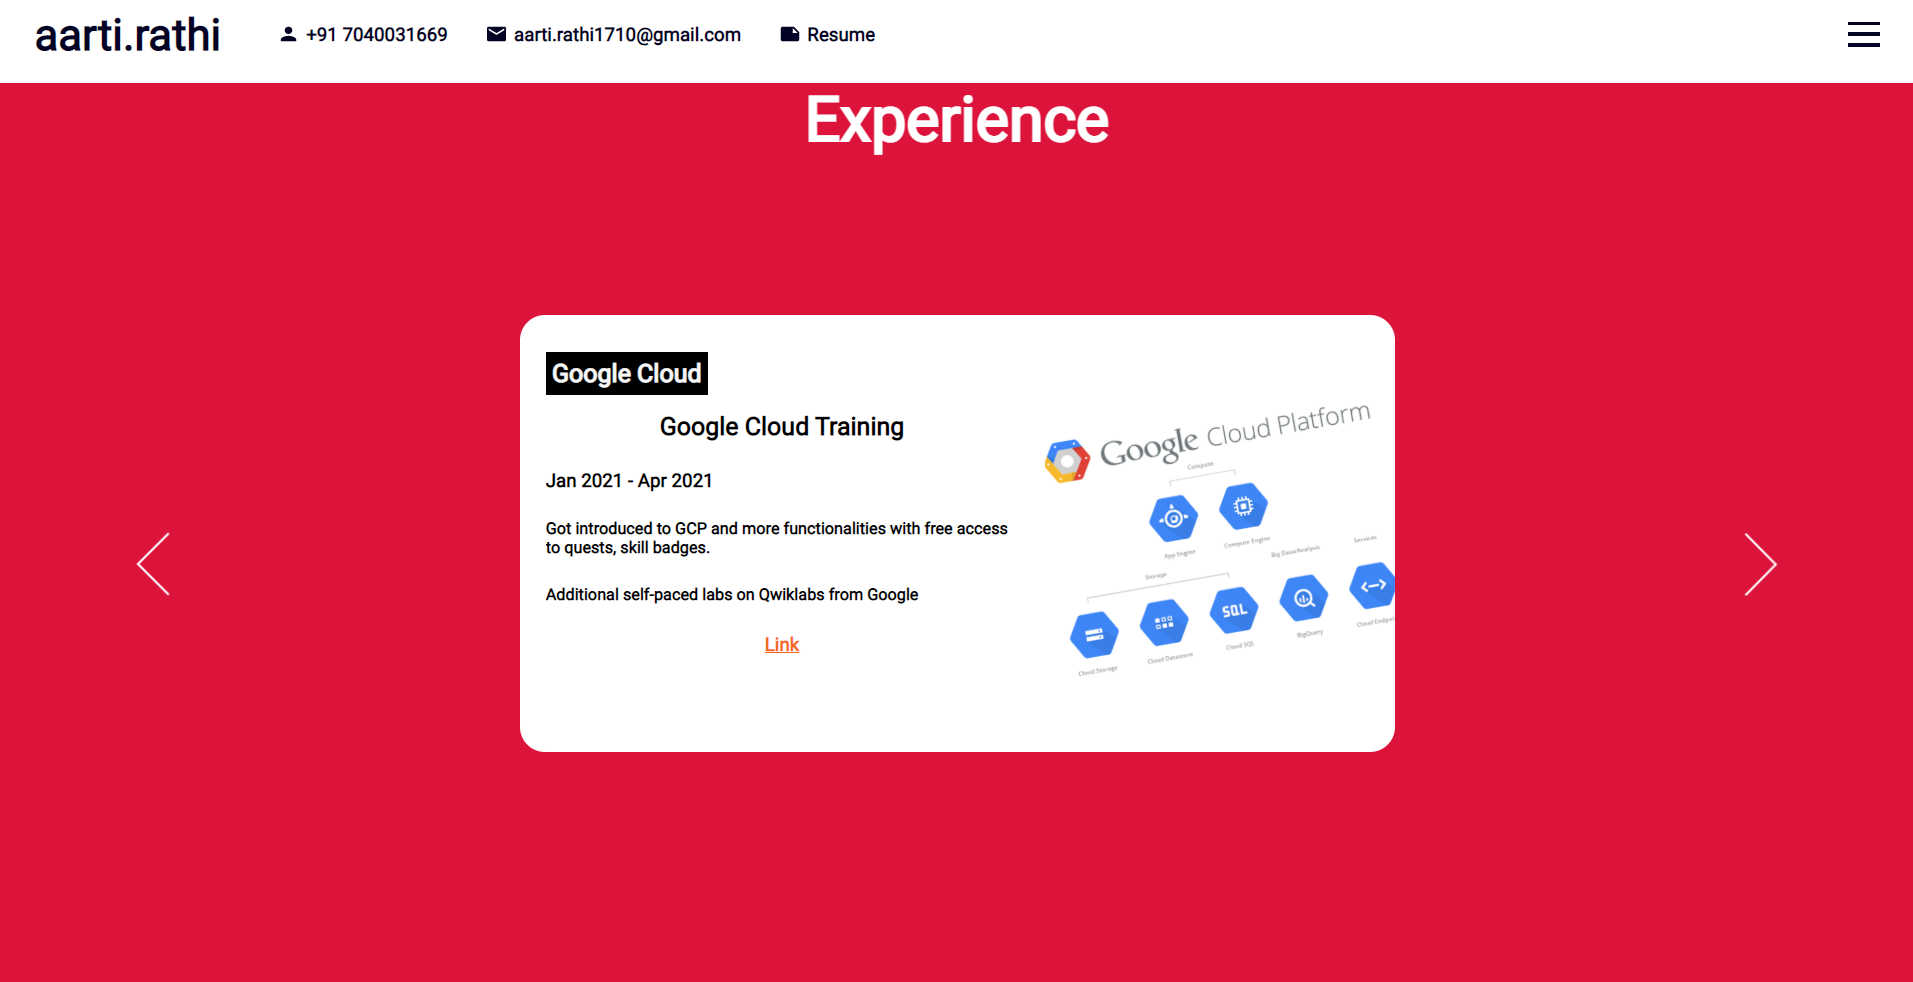 aarti.rathi
+91 7040031669
aarti.rathi1710@gmail.com
Resume
Experience
Google Cloud
Google Cloud Training
Jan 2021 - Apr 2021
Got introduced to GCP and more functionalities with free access
to quests, skill badges.
Additional self-paced labs on Qwiklabs from Google
Link
Google Cloud Platform
Compute
App Engine
Compute Engine
Big Data/Analysis
Services
Storage
SQL
Cloud Storage
Cloud Datastore
Cloud SQL
BigQuery
Cloud